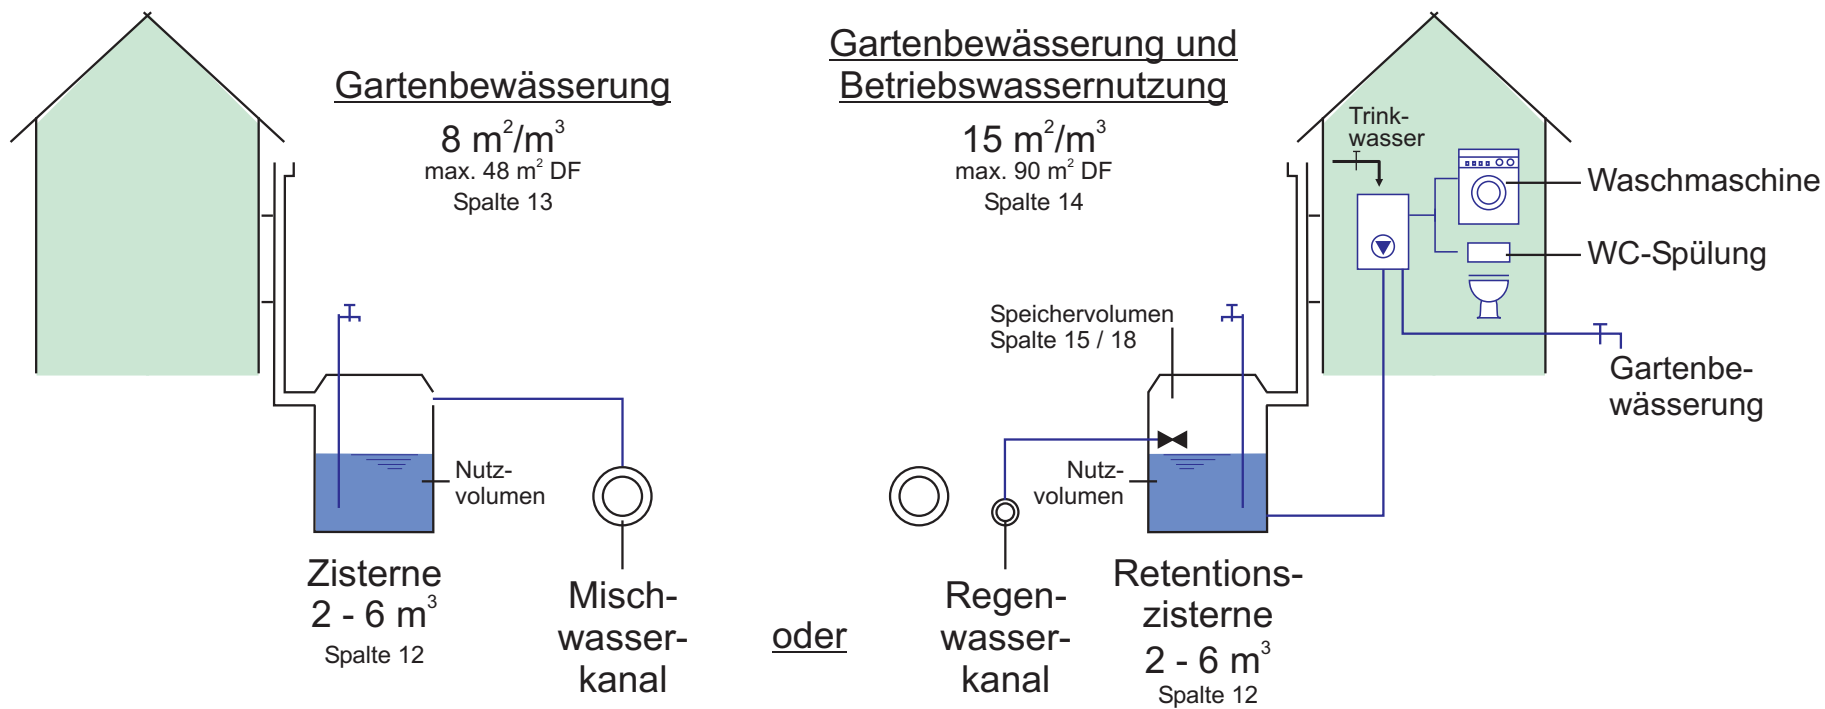 Gartenbewässerung
8 m²/m³
max. 48 m² DF
Spalte 13
Nutz-
volumen
Zisterne
2 - 6 m³
Spalte 12
Misch-
wasser-
kanal
oder
Gartenbewässerung und
Betriebswassernutzung
15 m²/m³
max. 90 m² DF
Spalte 14
Speichervolumen
Spalte 15 / 18
Nutz-
volumen
Regen-
wasser-
kanal
Retentions-
zisterne
2 - 6 m³
Spalte 12
Trink-
wasser
Waschmaschine
WC-Spülung
Gartenbe-
wässerung